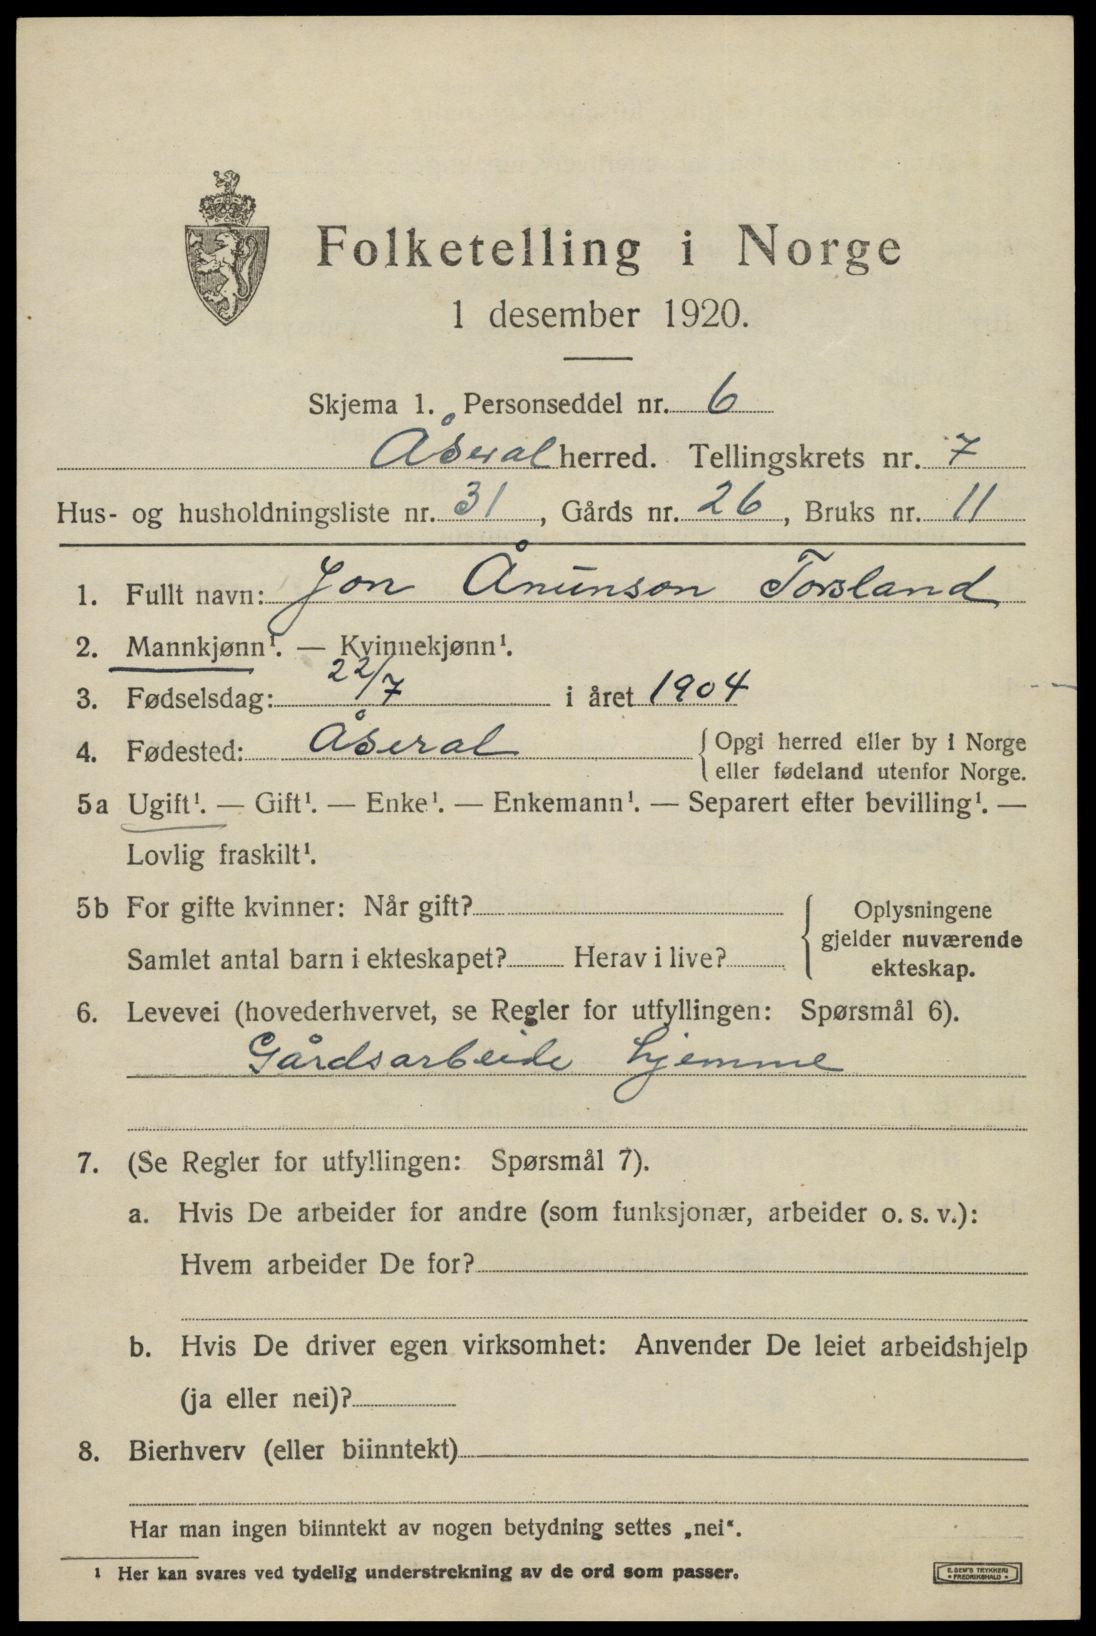 Folketelling i Norge
1 desember 1920.
Skjema 1. Personseddel nr. 6
Åseral herred. Tellingskrets nr. 7
Hus- og husholdningsliste nr. 31, Gårds nr. 26, Bruks nr. 11
1. Fullt navn: Jon Ånunson Torsland
2. Mannkjønn¹. — Kvinnekjønn¹.
3. Fødselsdag: 22/7 i året 1904
4. Fødested: Åseral { Opgi herred eller by i Norge
eller fødeland utenfor Norge.
5a Ugift¹. — Gift¹. — Enke¹. — Enkemann¹. — Separert efter bevilling¹. —
Lovlig fraskilt¹.
5b For gifte kvinner: Når gift? { Oplysningene
gjelder nuværende
ekteskap.
Samlet antal barn i ekteskapet? Herav i live?
6. Levevei (hovederhvervet, se Regler for utfyllingen: Spørsmål 6).
Gårdsarbeide hjemme
7. (Se Regler for utfyllingen: Spørsmål 7).
a. Hvis De arbeider for andre (som funksjonær, arbeider o. s. v.):
Hvem arbeider De for?
b. Hvis De driver egen virksomhet: Anvender De leiet arbeidshjelp
(ja eller nei)?
8. Bierhverv (eller biinntekt)
Har man ingen biinntekt av nogen betydning settes „nei“.
¹ Her kan svares ved tydelig understrekning av de ord som passer.
E. SEM'S TRYKKERI
• FREDRIKSHALD •